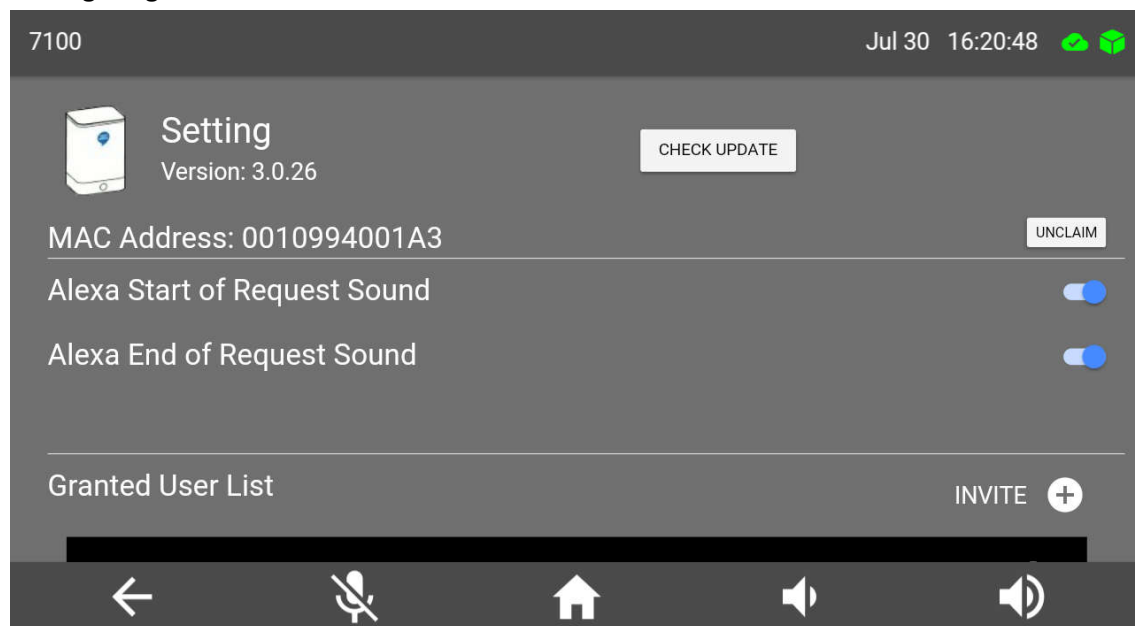 7100 Jul 30 16:20:48
Setting
Version: 3.0.26
CHECK UPDATE
MAC Address: 0010994001A3
UNCLAIM
Alexa Start of Request Sound
Alexa End of Request Sound
Granted User List
INVITE